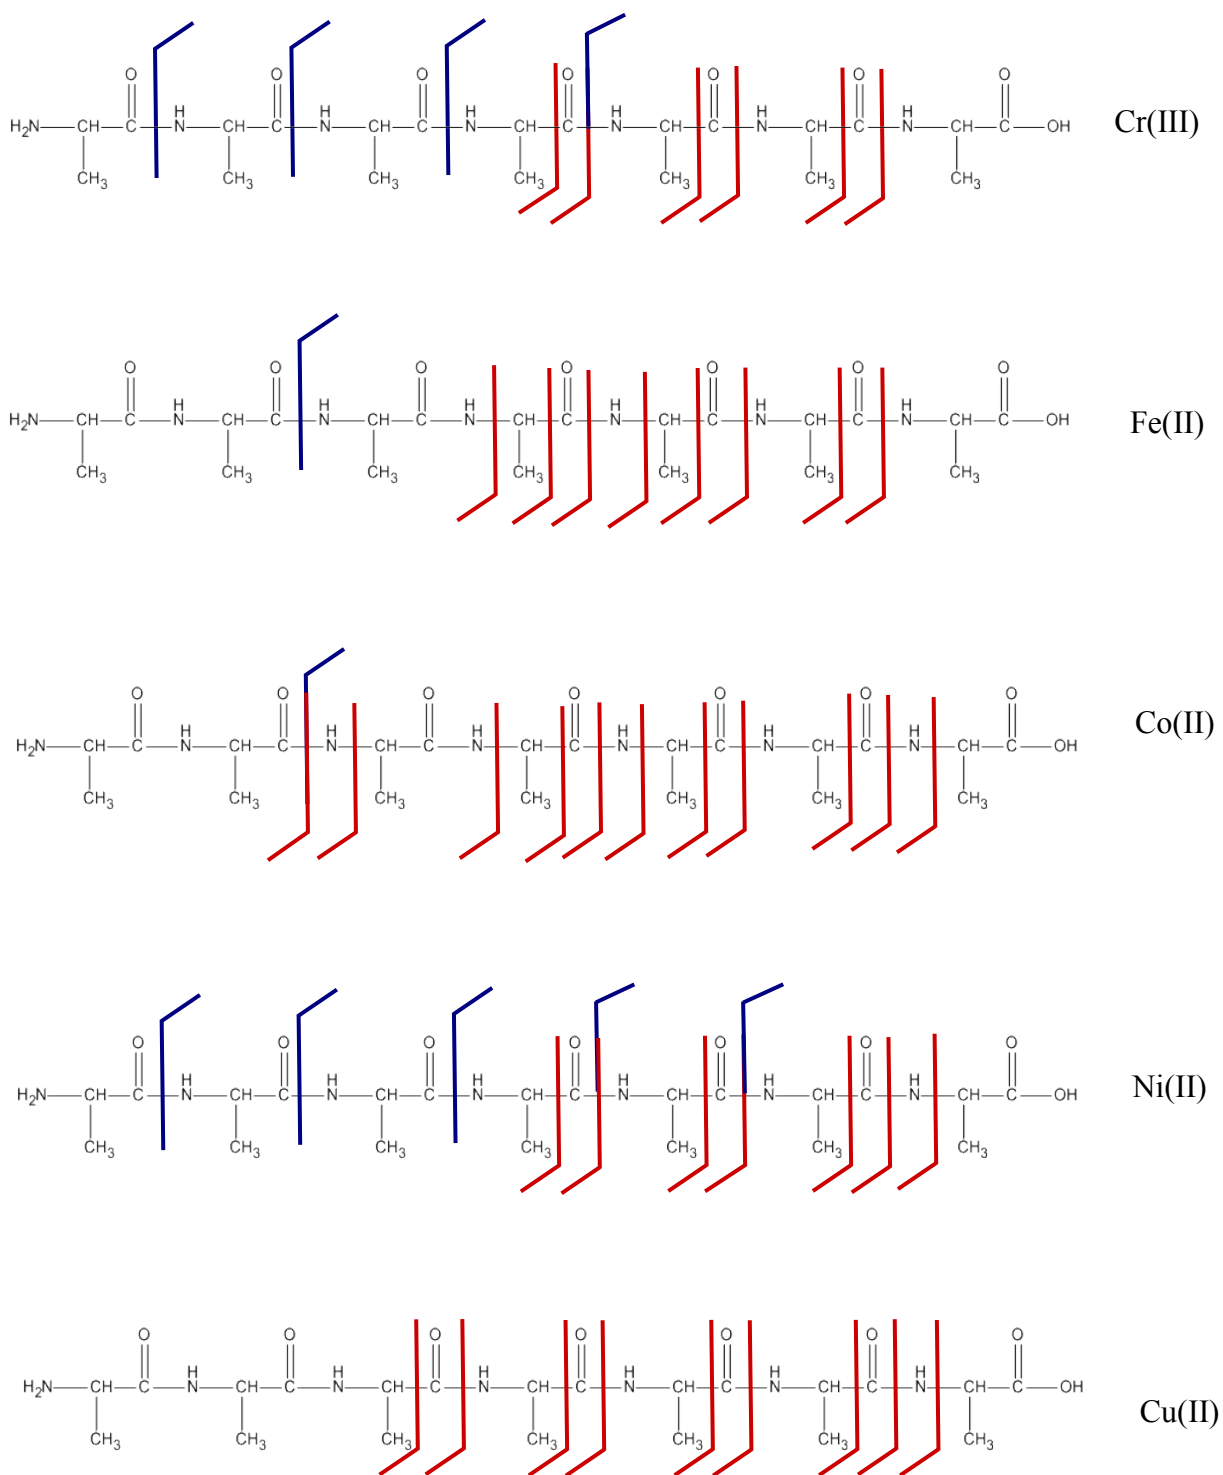 O O O O O O O
H H H H H H
H₂N CH C N CH C N CH C N CH C N CH C N CH C N CH C OH Cr(III)
CH₃ CH₃ CH₃ CH₃ CH₃ CH₃ CH₃
O O O O O O O
H H H H H H
H₂N CH C N CH C N CH C N CH C N CH C N CH C N CH C OH Fe(II)
CH₃ CH₃ CH₃ CH₃ CH₃ CH₃ CH₃
O O O O O O O
H H H H H H
H₂N CH C N CH C N CH C N CH C N CH C N CH C N CH C OH Co(II)
CH₃ CH₃ CH₃ CH₃ CH₃ CH₃ CH₃
O O O O O O O
H H H H H H
H₂N CH C N CH C N CH C N CH C N CH C N CH C N CH C OH Ni(II)
CH₃ CH₃ CH₃ CH₃ CH₃ CH₃ CH₃
O O O O O O O
H H H H H H
H₂N CH C N CH C N CH C N CH C N CH C N CH C N CH C OH Cu(II)
CH₃ CH₃ CH₃ CH₃ CH₃ CH₃ CH₃